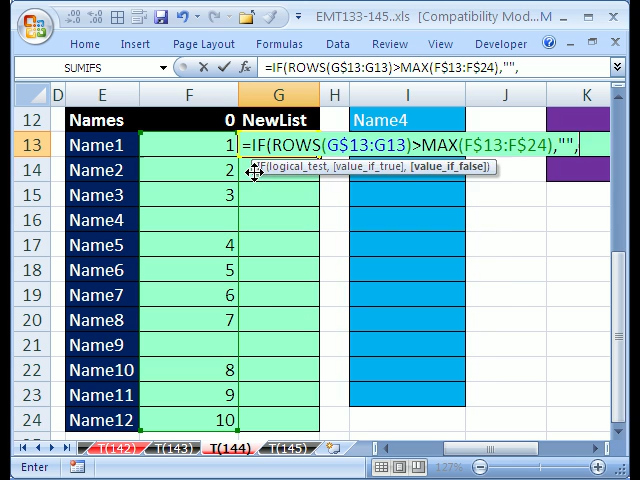 EMT133-145..xls [Compatibility Mod... M
Home Insert Page Layout Formulas Data Review View Developer
SUMIFS =IF(ROWS(G$13:G13)>MAX(F$13:F$24),"",
D E F G H I J K
12 Names 0 NewList Name4
13 Name1 1 =IF(ROWS(G$13:G13)>MAX(F$13:F$24),"",
14 Name2 2 IF(logical_test, [value_if_true], [value_if_false])
15 Name3 3
16 Name4
17 Name5 4
18 Name6 5
19 Name7 6
20 Name8 7
21 Name9
22 Name10 8
23 Name11 9
24 Name12 10
T(142) T(143) T(144) T(145)
Enter 127%